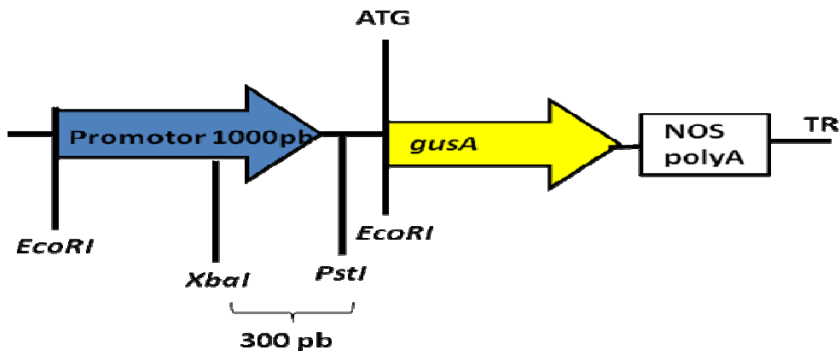 ATG
Promotor 1000pb
gusA
NOS
polyA
TR
EcoRI
XbaI
PstI
EcoRI
300 pb